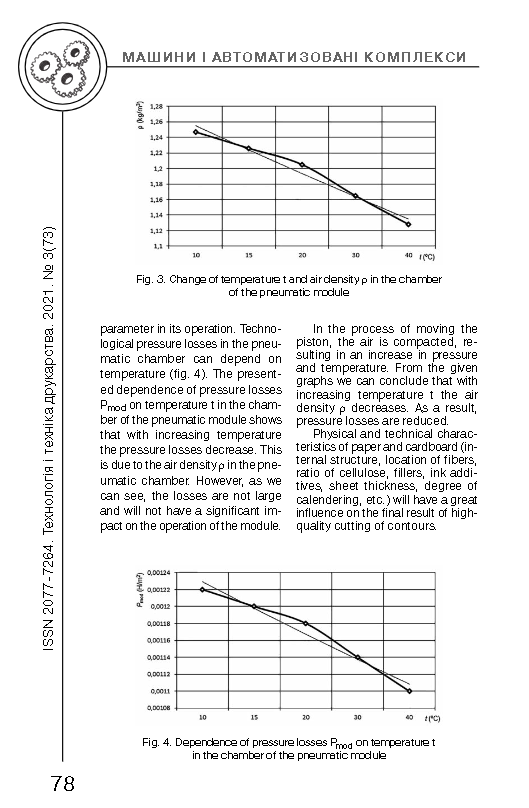 МАШИНИ І АВТОМАТИЗОВАНІ КОМПЛЕКСИ
ρ (kg/m³)
1,28
1,26
1,24
1,22
1,2
1,18
1,16
1,14
1,12
1,1
10 15 20 30 40 t (°C)
Fig. 3. Change of temperature t and air density ρ in the chamber
of the pneumatic module
parameter in its operation. Techno-
logical pressure losses in the pneu-
matic chamber can depend on
temperature (fig. 4). The present-
ed dependence of pressure losses
Pmod on temperature t in the cham-
ber of the pneumatic module shows
that with increasing temperature
the pressure losses decrease. This
is due to the air density ρ in the pne-
umatic chamber. However, as we
can see, the losses are not large
and will not have a significant im-
pact on the operation of the module.
In the process of moving the
piston, the air is compacted, re-
sulting in an increase in pressure
and temperature. From the given
graphs we can conclude that with
increasing temperature t the air
density ρ decreases. As a result,
pressure losses are reduced.
Physical and technical charac-
teristics of paper and cardboard (in-
ternal structure, location of fibers,
ratio of cellulose, fillers, ink addi-
tives, sheet thickness, degree of
calendering, etc.) will have a great
influence on the final result of high-
quality cutting of contours.
Pmod (H/m²)
0,00124
0,00122
0,0012
0,00118
0,00116
0,00114
0,00112
0,0011
0,00108
10 15 20 30 40 t (°C)
Fig. 4. Dependence of pressure losses Pmod on temperature t
in the chamber of the pneumatic module
ISSN 2077-7264. Технологія і техніка друкарства. 2021. № 3(73)
78